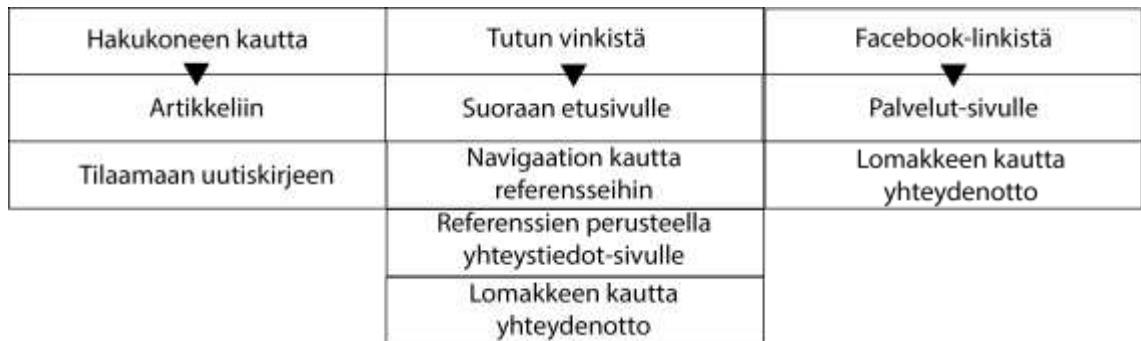 Hakukoneen kautta
Tutun vinkistä
Facebook-linkistä
Artikkeliin
Suoraan etusivulle
Palvelut-sivulle
Tilaamaan uutiskirjeen
Navigaation kautta
referensseihin
Lomakkeen kautta
yhteydenotto
Referenssien perusteella
yhteystiedot-sivulle
Lomakkeen kautta
yhteydenotto